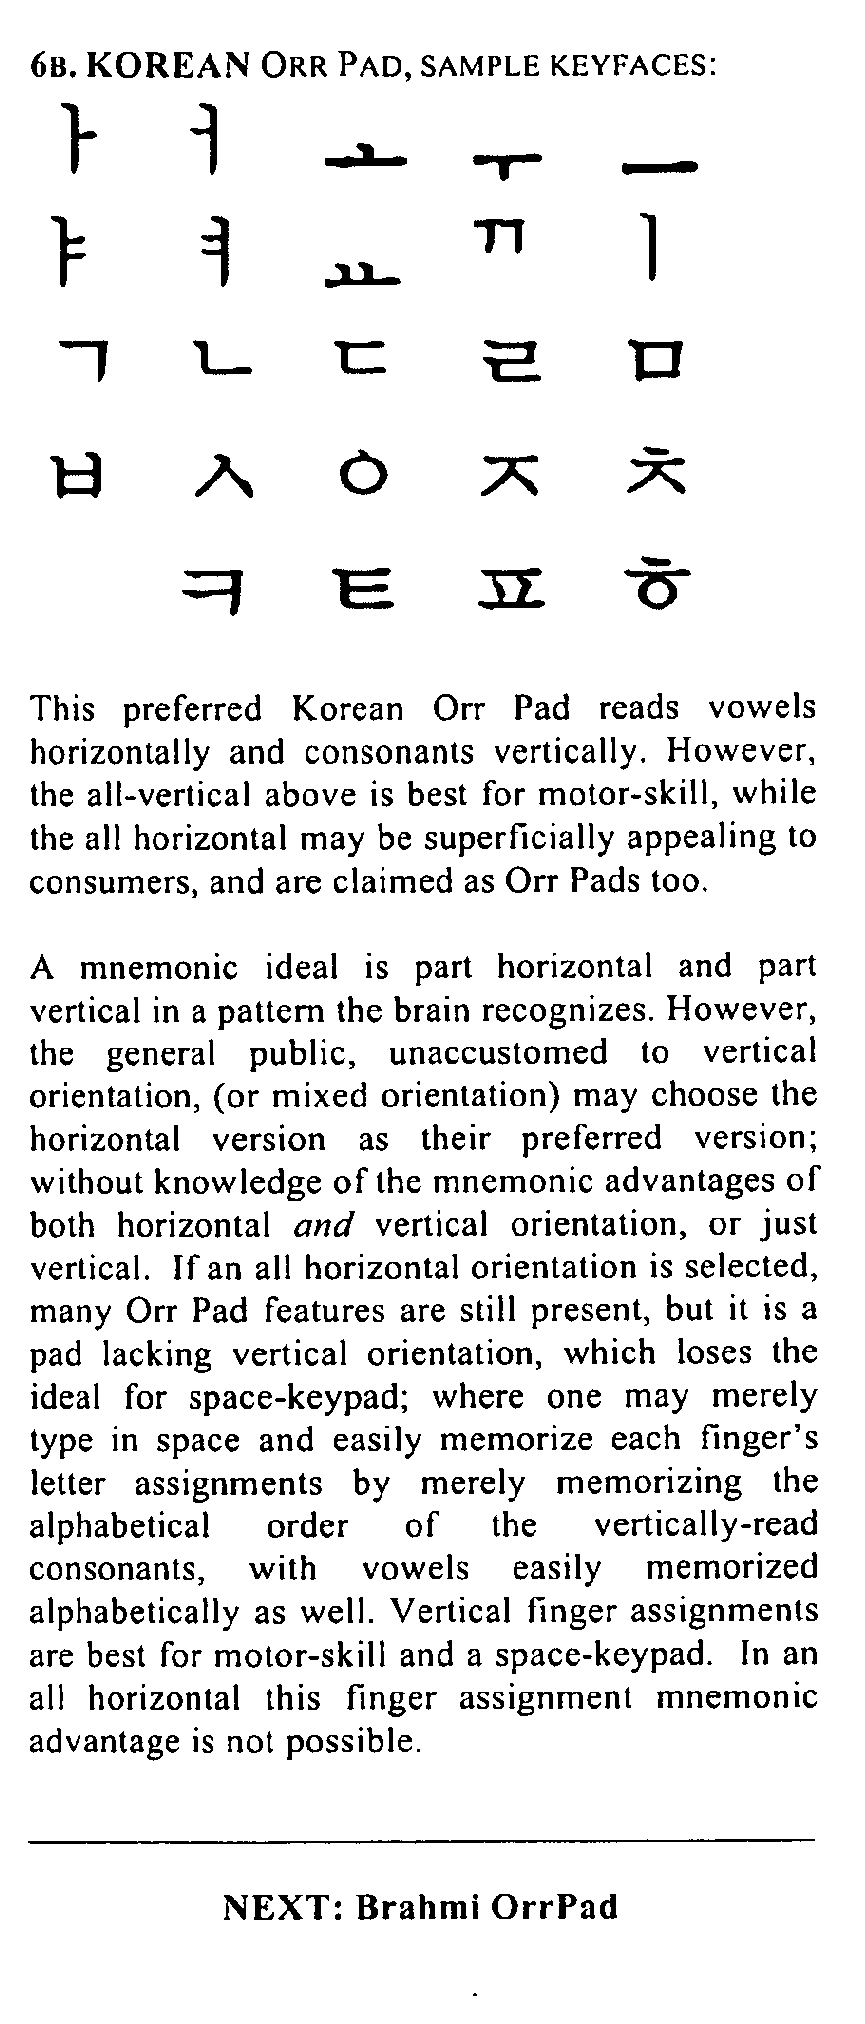 6B. KOREAN ORR PAD, SAMPLE KEYFACES:
ㅏ ㅓ ㅗ ㅜ ㅡ
ㅑ ㅕ ㅛ ㅠ ㅣ
ㄱ ㄴ ㄷ ㄹ ㅁ
ㅂ ㅅ ㅇ ㅈ ㅊ
ㅋ ㅌ ㅍ ㅎ
This preferred Korean Orr Pad reads vowels
horizontally and consonants vertically. However,
the all-vertical above is best for motor-skill, while
the all horizontal may be superficially appealing to
consumers, and are claimed as Orr Pads too.
A mnemonic ideal is part horizontal and part
vertical in a pattern the brain recognizes. However,
the general public, unaccustomed to vertical
orientation, (or mixed orientation) may choose the
horizontal version as their preferred version;
without knowledge of the mnemonic advantages of
both horizontal and vertical orientation, or just
vertical. If an all horizontal orientation is selected,
many Orr Pad features are still present, but it is a
pad lacking vertical orientation, which loses the
ideal for space-keypad; where one may merely
type in space and easily memorize each finger's
letter assignments by merely memorizing the
alphabetical order of the vertically-read
consonants, with vowels easily memorized
alphabetically as well. Vertical finger assignments
are best for motor-skill and a space-keypad. In an
all horizontal this finger assignment mnemonic
advantage is not possible.
NEXT: Brahmi OrrPad